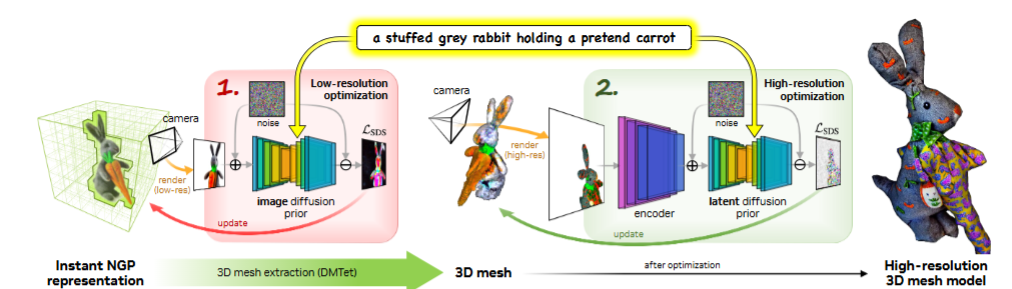 a stuffed grey rabbit holding a pretend carrot
1.
Low-resolution
optimization
camera
noise
L_SDS
render
(low-res)
image diffusion
prior
update
camera
render
(high-res)
2.
High-resolution
optimization
noise
L_SDS
encoder
latent diffusion
prior
update
Instant NGP
representation
3D mesh extraction (DMTet)
3D mesh
after optimization
High-resolution
3D mesh model